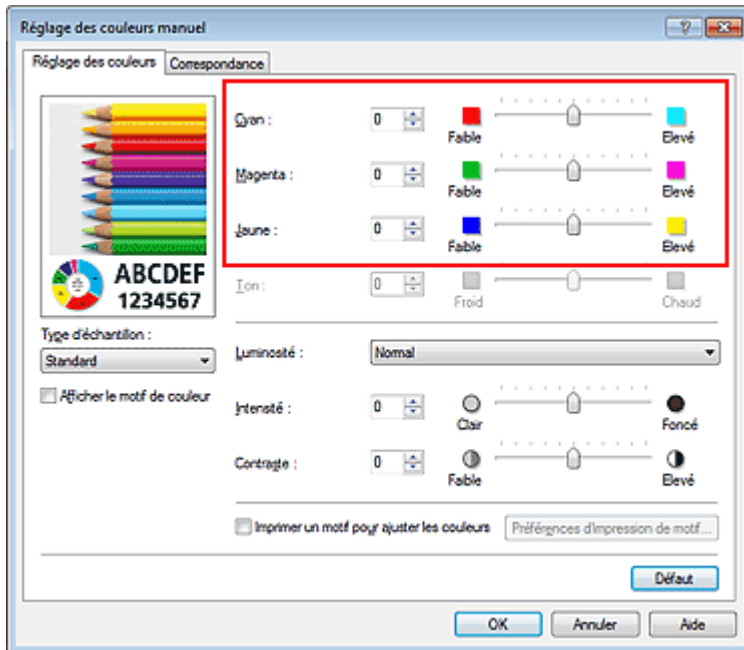 Réglage des couleurs manuel
Réglage des couleurs
Correspondance
Cyan :
0
Fable
Elevé
Magenta :
0
Fable
Elevé
Jaune :
0
Fable
Elevé
Ton :
0
Froid
Chaud
ABCDEF
1234567
Type d'échantillon :
Standard
Afficher le motif de couleur
Luminosité :
Normal
Intensté :
0
Clair
Foncé
Contraste :
0
Fable
Elevé
Imprimer un motif pour ajuster les couleurs
Préférences d'impression de motif...
Défaut
OK
Annuler
Aide